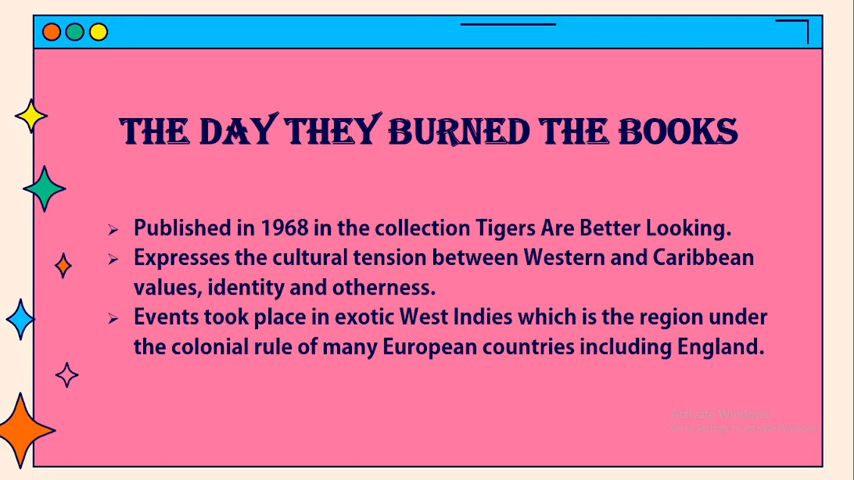 THE DAY THEY BURNED THE BOOKS
Published in 1968 in the collection Tigers Are Better Looking.
Expresses the cultural tension between Western and Caribbean
values, identity and otherness.
Events took place in exotic West Indies which is the region under
the colonial rule of many European countries including England.
Activate Windows